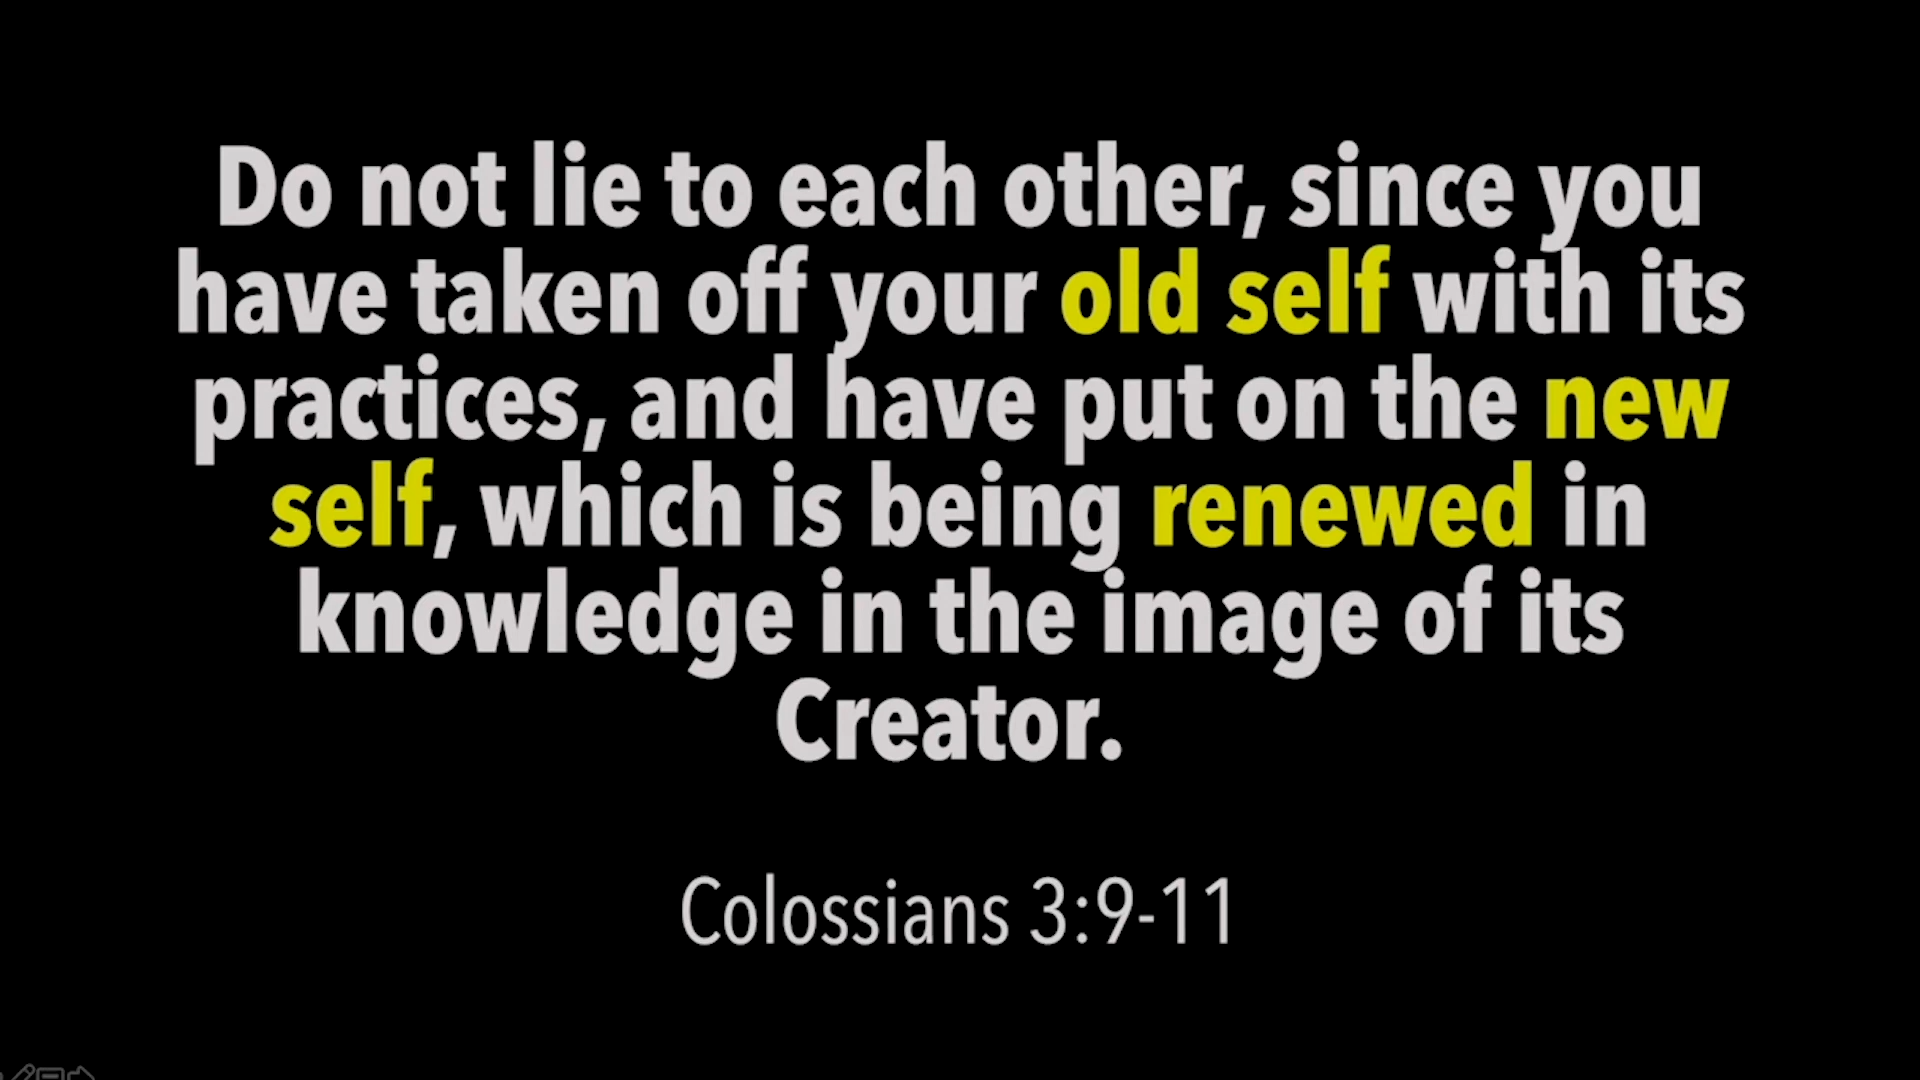 Do not lie to each other, since you
have taken off your old self with its
practices, and have put on the new
self, which is being renewed in
knowledge in the image of its
Creator.
Colossians 3:9-11